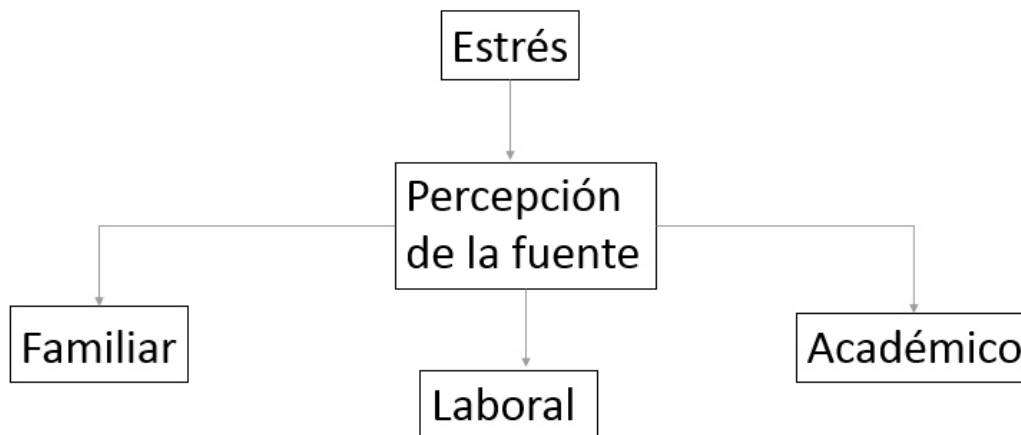 Estrés
Percepción
de la fuente
Familiar
Académico
Laboral